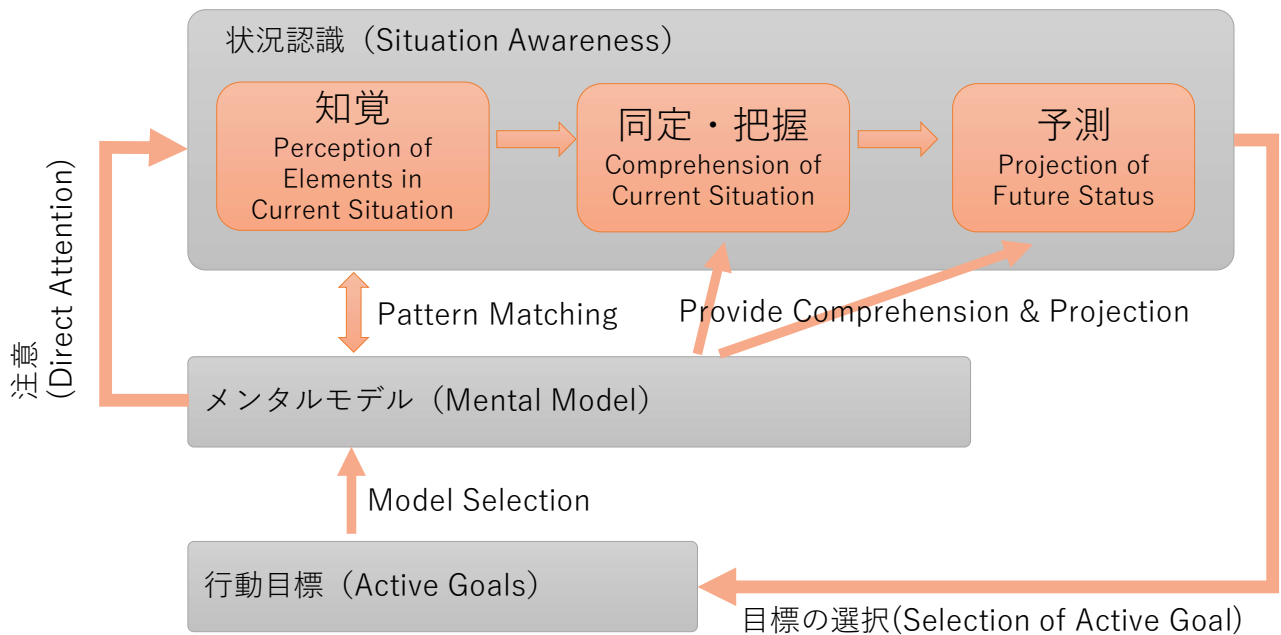 状況認識（Situation Awareness）
知覚
Perception of
Elements in
Current Situation
同定・把握
Comprehension of
Current Situation
予測
Projection of
Future Status
注意
(Direct Attention)
Pattern Matching
Provide Comprehension & Projection
メンタルモデル（Mental Model）
Model Selection
行動目標（Active Goals）
目標の選択(Selection of Active Goal)